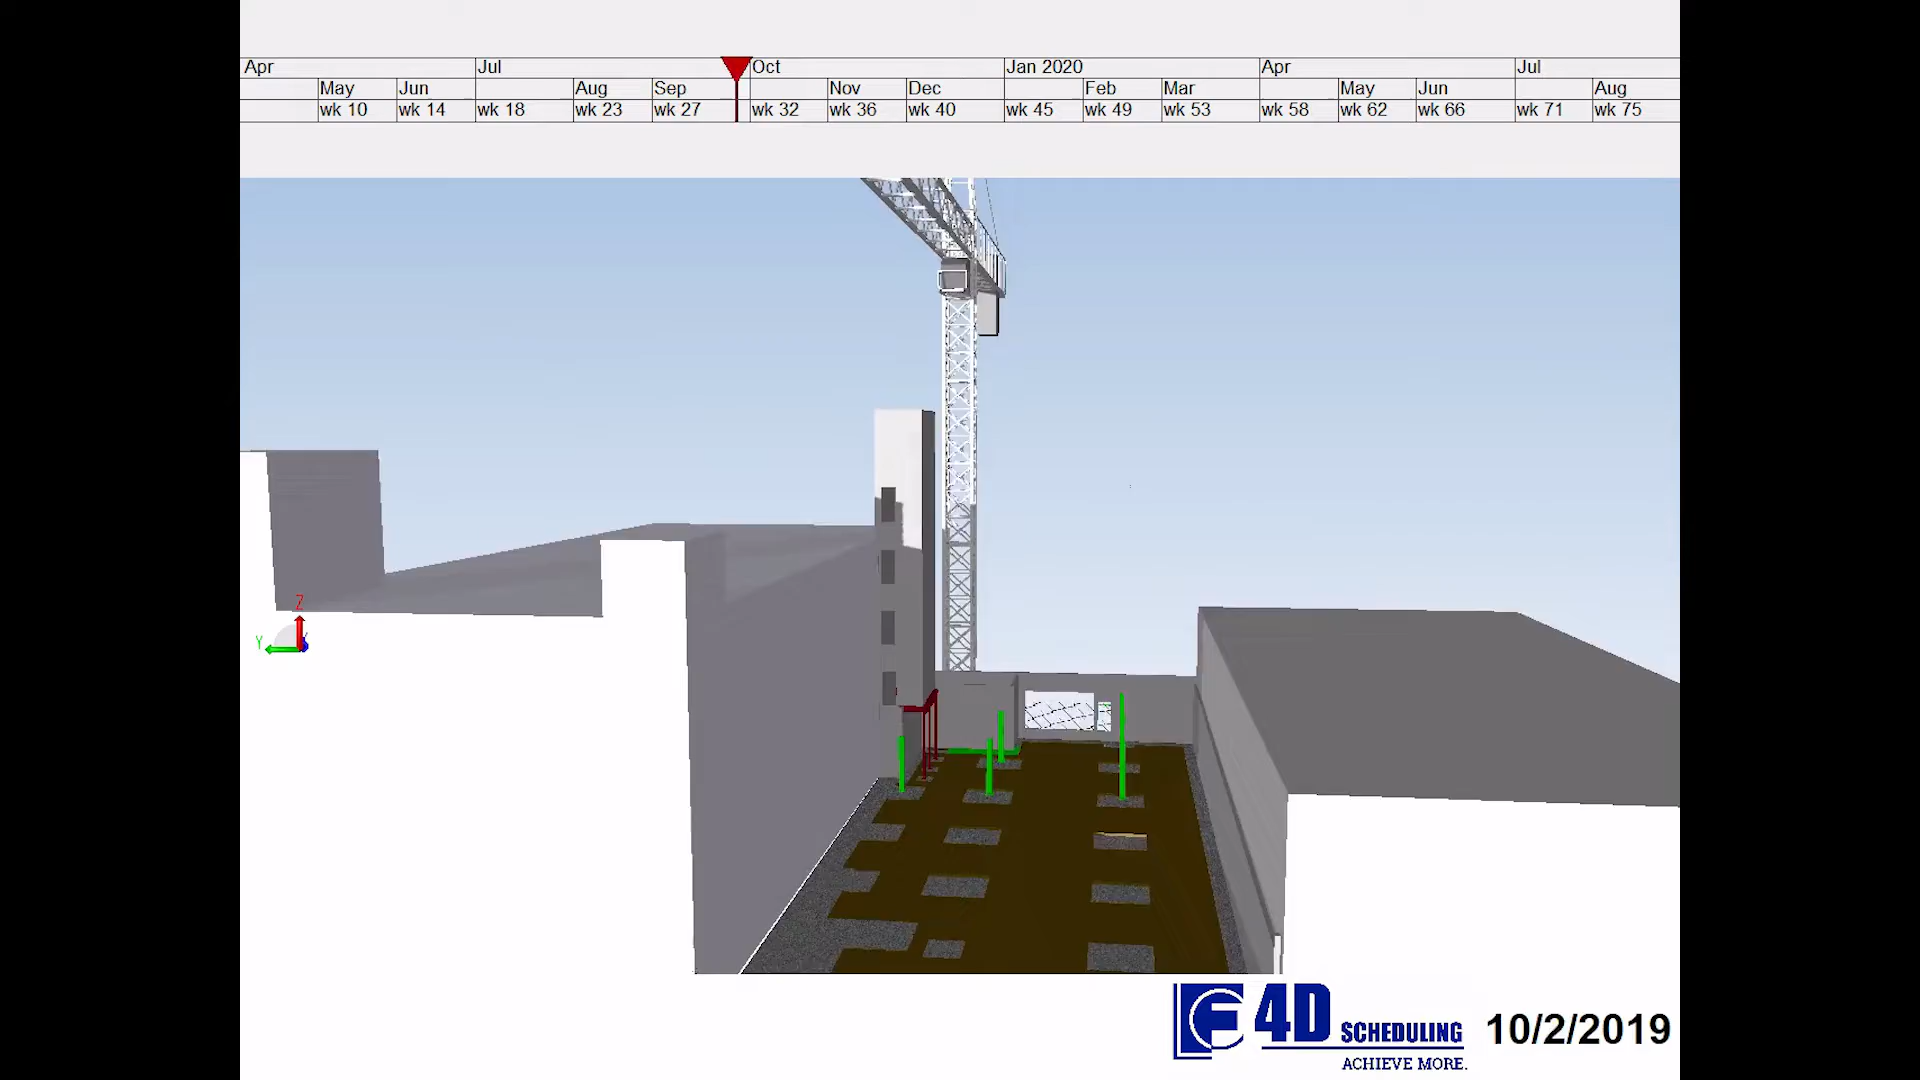 Apr Jul Oct Jan 2020 Apr Jul
May Jun Aug Sep Nov Dec Feb Mar May Jun Aug
wk 10 wk 14 wk 18 wk 23 wk 27 wk 32 wk 36 wk 40 wk 45 wk 49 wk 53 wk 58 wk 62 wk 66 wk 71 wk 75
Z
Y
4D SCHEDULING
ACHIEVE MORE.
10/2/2019